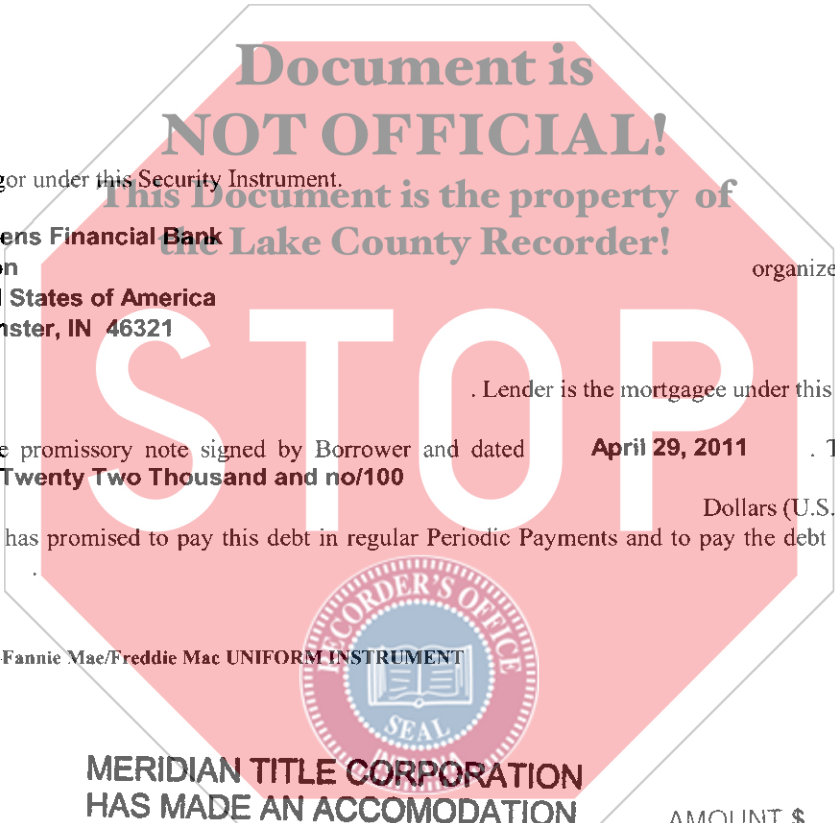 Document is
NOT OFFICIAL!
gor under this Security Instrument.
This Document is the property of
ens Financial Bank
the Lake County Recorder!
on organize
States of America
nster, IN 46321
STOP
. Lender is the mortgagee under this
e promissory note signed by Borrower and dated April 29, 2011 . T
Twenty Two Thousand and no/100
Dollars (U.S.
has promised to pay this debt in regular Periodic Payments and to pay the debt
.
RECORDER'S OFFICE
Fannie Mae/Freddie Mac UNIFORM INSTRUMENT
SEAL
INDIANA
MERIDIAN TITLE CORPORATION
HAS MADE AN ACCOMODATION
AMOUNT $